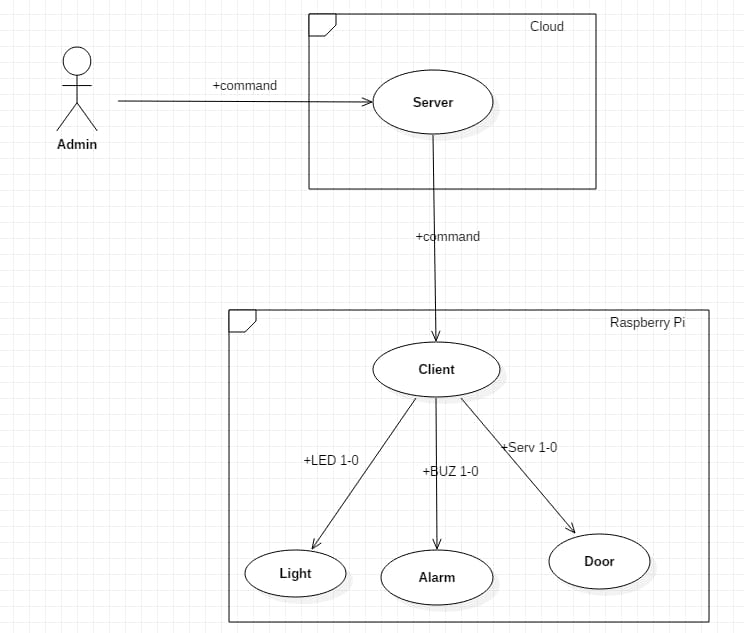 Cloud
+command
Server
Admin
+command
Raspberry Pi
Client
+Serv 1-0
+LED 1-0
+BUZ 1-0
Door
Light
Alarm